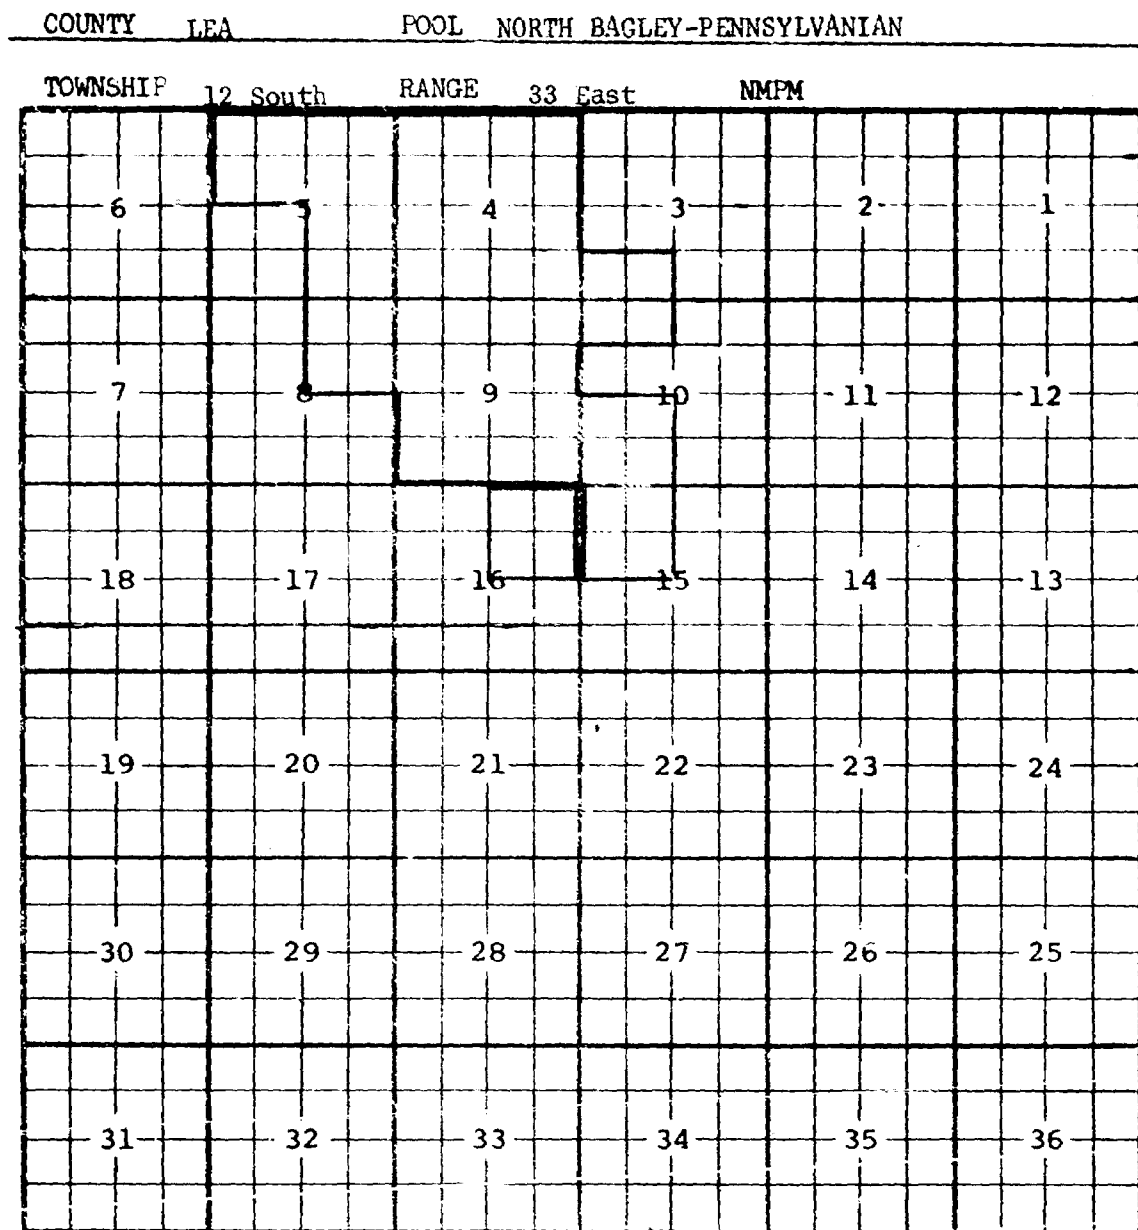 COUNTY LEA POOL NORTH BAGLEY-PENNSYLVANIAN
TOWNSHIP 12 South RANGE 33 East NMPM
6 5 4 3 2 1
7 8 9 10 11 12
18 17 16 15 14 13
19 20 21 22 23 24
30 29 28 27 26 25
31 32 33 34 35 36